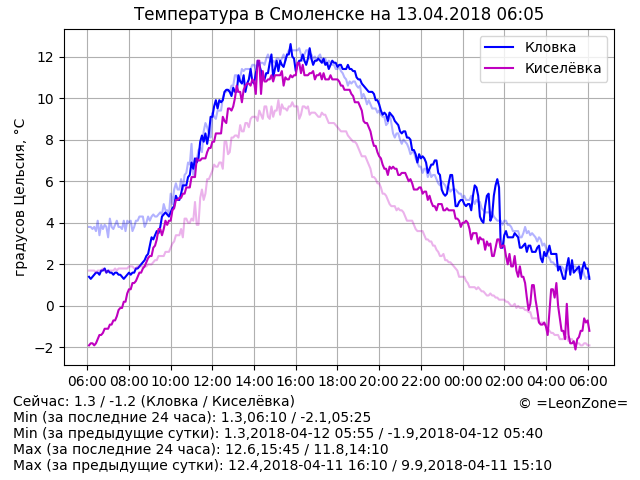 Температура в Смоленске на 13.04.2018 06:05
градусов Цельсия, °C
12
10
8
6
4
2
0
−2
Кловка
Киселёвка
06:00 08:00 10:00 12:00 14:00 16:00 18:00 20:00 22:00 00:00 02:00 04:00 06:00
Сейчас: 1.3 / -1.2 (Кловка / Киселёвка)
© =LeonZone=
Min (за последние 24 часа): 1.3,06:10 / -2.1,05:25
Min (за предыдущие сутки): 1.3,2018-04-12 05:55 / -1.9,2018-04-12 05:40
Max (за последние 24 часа): 12.6,15:45 / 11.8,14:10
Max (за предыдущие сутки): 12.4,2018-04-11 16:10 / 9.9,2018-04-11 15:10